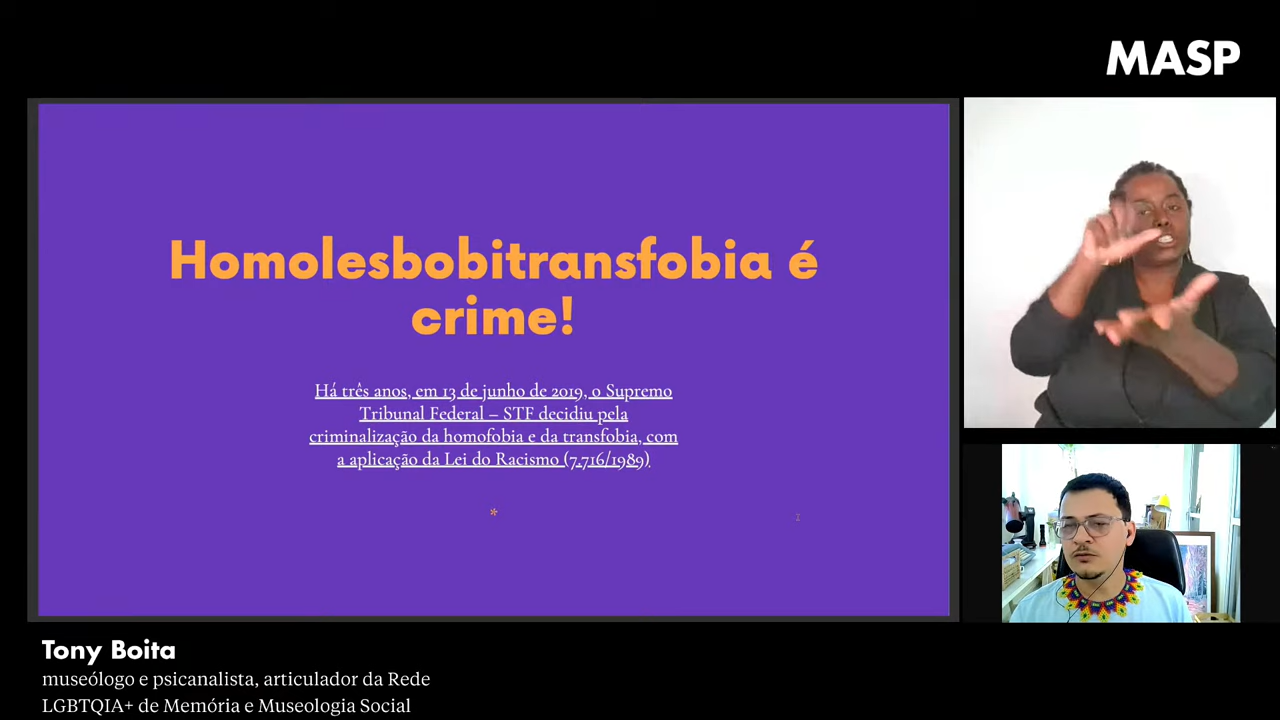 MASP
Homolesbobitransfobia é
crime!
Há três anos, em 13 de junho de 2019, o Supremo
Tribunal Federal – STF decidiu pela
criminalização da homofobia e da transfobia, com
a aplicação da Lei do Racismo (7.716/1989)
*
Tony Boita
museólogo e psicanalista, articulador da Rede
LGBTQIA+ de Memória e Museologia Social